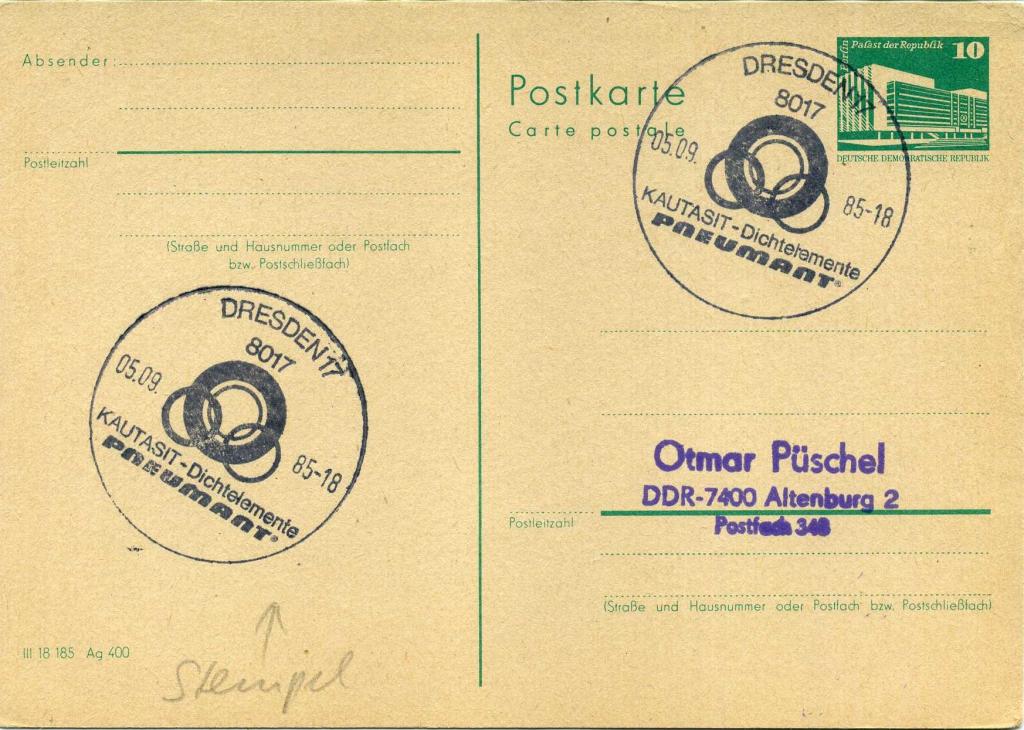 Absender:
Postleitzahl
(Straße und Hausnummer oder Postfach
bzw. Postschließfach)
DRESDEN 17
8017
05.09.
85-18
KAUTASIT-Dichtelemente
PNEUMANT®
III 18 185 Ag 400
Stempel
Postkarte
Carte postale
Berlin
Palast der Republik
10
DEUTSCHE DEMOKRATISCHE REPUBLIK
DRESDEN 17
8017
05.09.
85-18
KAUTASIT-Dichtelemente
PNEUMANT®
Otmar Püschel
DDR-7400 Altenburg 2
Postfach 348
Postleitzahl
(Straße und Hausnummer oder Postfach bzw. Postschließfach)